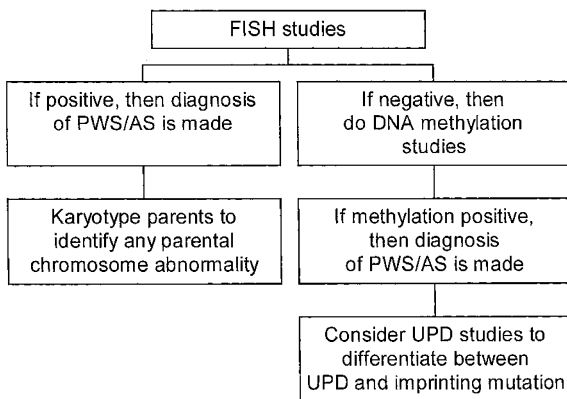 FISH studies
If positive, then diagnosis
of PWS/AS is made
If negative, then
do DNA methylation
studies
Karyotype parents to
identify any parental
chromosome abnormality
If methylation positive,
then diagnosis
of PWS/AS is made
Consider UPD studies to
differentiate between
UPD and imprinting mutation